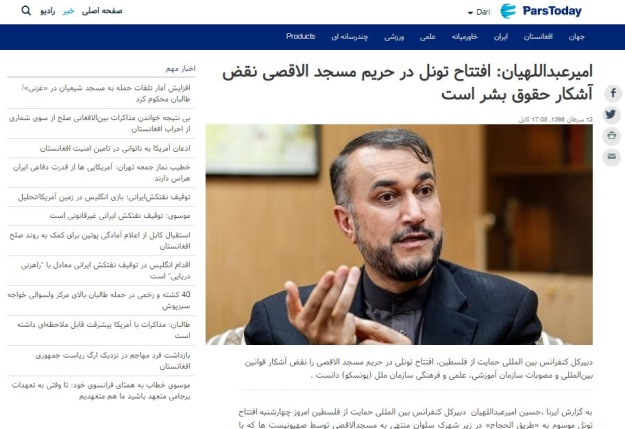 ParsToday
Dari
صفحه اصلی
خبر
رادیو
جهان
افغانستان
ایران
خاورمیانه
علمی
ورزشی
چندرسانه ای
Products
امیرعبداللهیان: افتتاح تونل در حریم مسجد الاقصی نقض
آشکار حقوق بشر است
12 سرطان 1398, 17:03 کابل
دبیرکل کنفرانس بین المللی حمایت از فلسطین، افتتاح تونلی در حریم مسجد الاقصی را نقض آشکار قوانین
بین‌المللی و مصوبات سازمان آموزشی، علمی و فرهنگی سازمان ملل (یونسکو) دانست .
به گزارش ایرنا ،حسین امیرعبداللهیان دبیرکل کنفرانس بین المللی حمایت از فلسطین امروز چهارشنبه افتتاح
تونل موسوم به «طریق الحجاج» در زیر شهرک سلوان منتهی به مسجدالاقصی توسط صهیونیست ها که با
اخبار مهم
افزایش آمار تلفات حمله به مسجد شیعیان در «غزنی»/
طالبان محکوم کرد
بی نتیجه خواندن مذاکرات بین‌الافغانی صلح از سوی شماری
از احزاب افغانستان
اذعان آمریکا به ناتوانی در تامین امنیت افغانستان
خطیب نماز جمعه تهران: آمریکایی ها از قدرت دفاعی ایران
هراس دارند
توقیف نفتکش‌ایرانی: بازی انگلیس در زمین آمریکا/تحلیل
موسوی: توقیف نفتکش ایرانی غیرقانونی است
استقبال کابل از اعلام آمادگی پوتین برای کمک به روند صلح
افغانستان
اقدام انگلیس در توقیف نفتکش ایرانی معادل با "راهزنی
دریایی" است
40 کشته و زخمی در حمله طالبان بالای مرکز ولسوالی خواجه
سبزپوش
طالبان: مذاکرات با آمریکا پیشرفت قابل ملاحظه‌ای داشته
است
بازداشت فرد مهاجم در نزدیک ارگ ریاست جمهوری
افغانستان
موسوی خطاب به همتای فرانسوی خود: تا وقتی به تعهدات
برجامی متعهد باشید ما هم متعهدیم